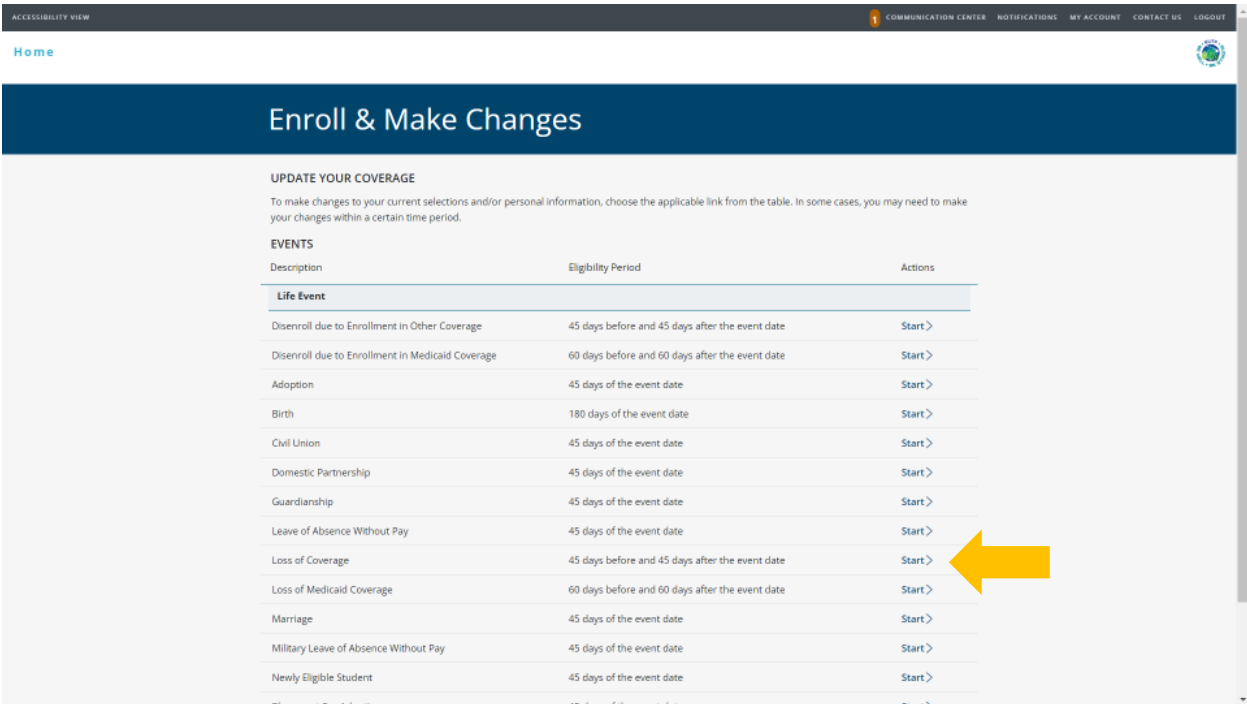 ACCESSIBILITY VIEW 1 COMMUNICATION CENTER NOTIFICATIONS MY ACCOUNT CONTACT US LOGOUT
Home
Enroll & Make Changes
UPDATE YOUR COVERAGE
To make changes to your current selections and/or personal information, choose the applicable link from the table. In some cases, you may need to make
your changes within a certain time period.
EVENTS
Description Eligibility Period Actions
Life Event
Disenroll due to Enrollment in Other Coverage 45 days before and 45 days after the event date Start
Disenroll due to Enrollment in Medicaid Coverage 60 days before and 60 days after the event date Start
Adoption 45 days of the event date Start
Birth 180 days of the event date Start
Civil Union 45 days of the event date Start
Domestic Partnership 45 days of the event date Start
Guardianship 45 days of the event date Start
Leave of Absence Without Pay 45 days of the event date Start
Loss of Coverage 45 days before and 45 days after the event date Start
Loss of Medicaid Coverage 60 days before and 60 days after the event date Start
Marriage 45 days of the event date Start
Military Leave of Absence Without Pay 45 days of the event date Start
Newly Eligible Student 45 days of the event date Start